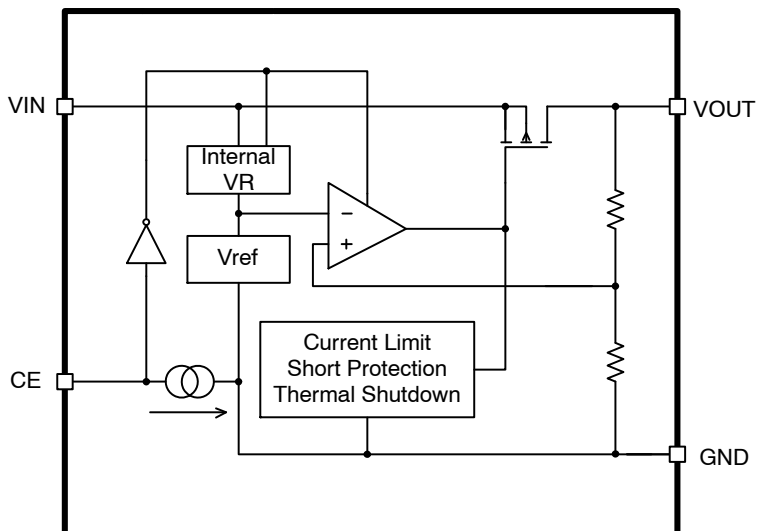 VIN
VOUT
Internal
VR
−
+
Vref
Current Limit
Short Protection
Thermal Shutdown
CE
GND